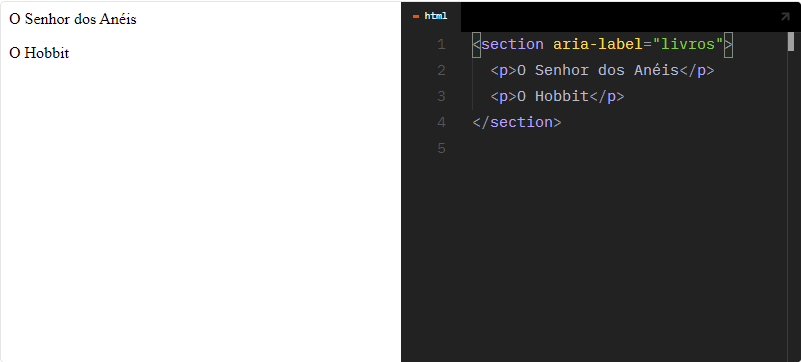 O Senhor dos Anéis
O Hobbit
html
1 <section aria-label="livros">
2 <p>O Senhor dos Anéis</p>
3 <p>O Hobbit</p>
4 </section>
5